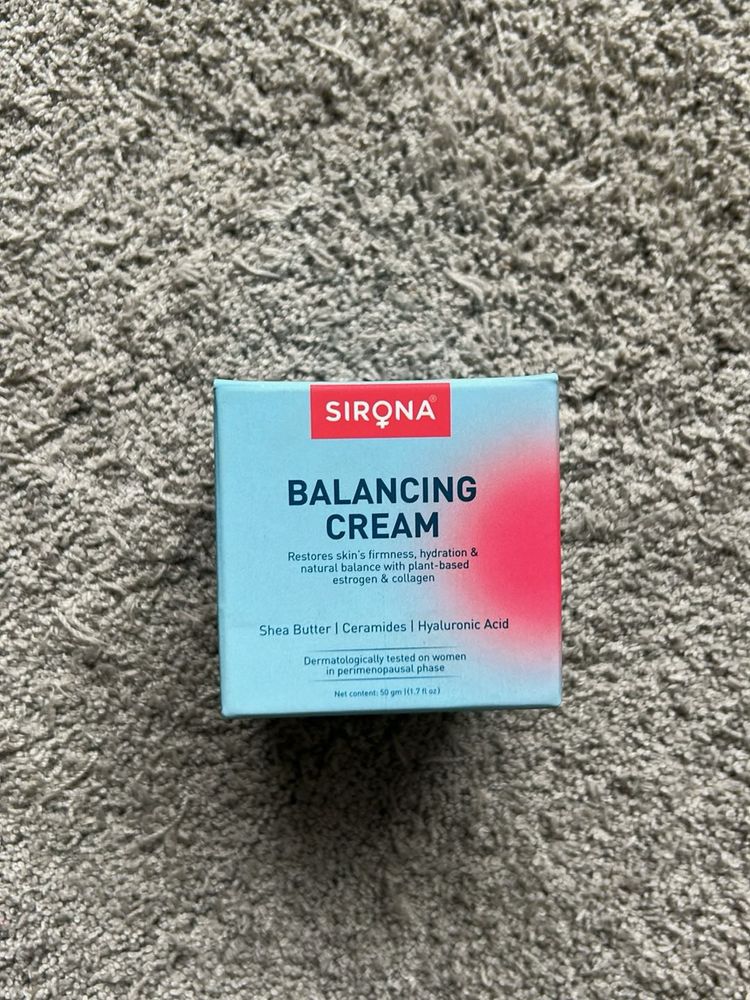 SIRONA®
BALANCING
CREAM
Restores skin's firmness, hydration &
natural balance with plant-based
estrogen & collagen
Shea Butter | Ceramides | Hyaluronic Acid
Dermatologically tested on women
in perimenopausal phase
Net content: 50 gm |(1.7 fl oz)